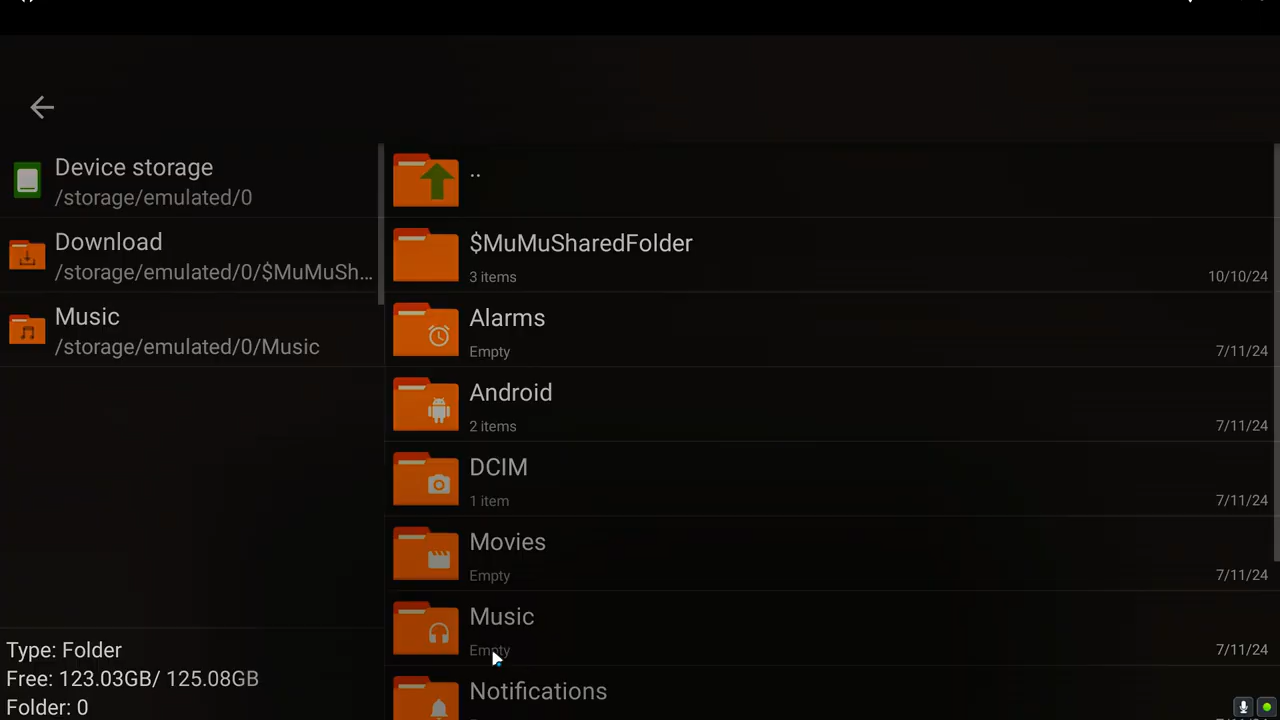 Device storage
/storage/emulated/0
Download
/storage/emulated/0/$MuMuSh...
Music
/storage/emulated/0/Music
Type: Folder
Free: 123.03GB/ 125.08GB
Folder: 0
..
$MuMuSharedFolder
3 items
10/10/24
Alarms
Empty
7/11/24
Android
2 items
7/11/24
DCIM
1 item
7/11/24
Movies
Empty
7/11/24
Music
Empty
7/11/24
Notifications